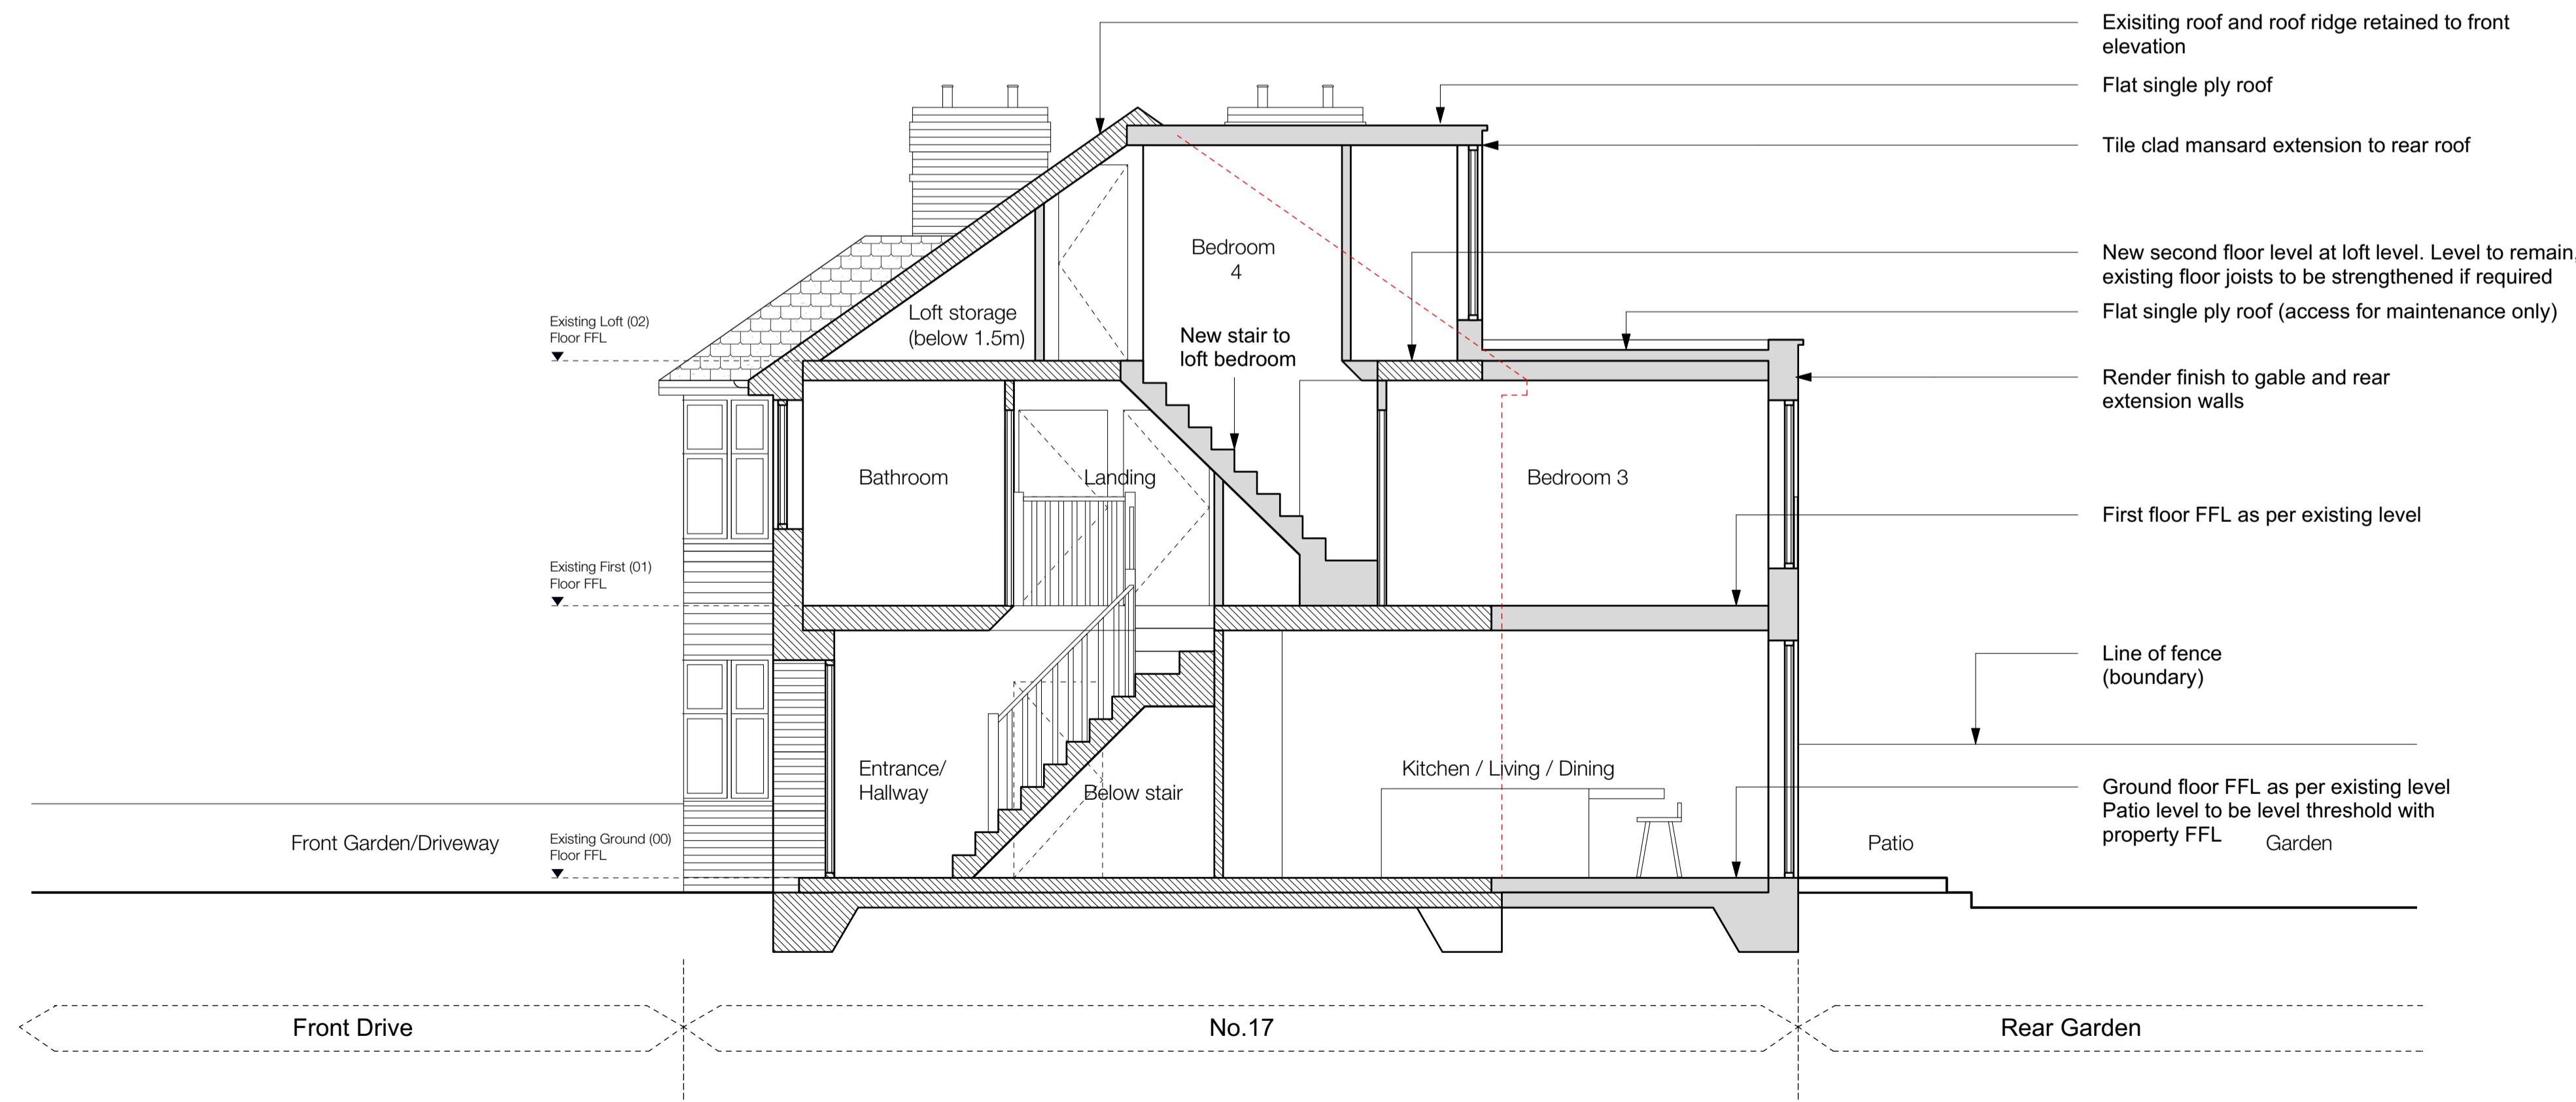 Exisiting roof and roof ridge retained to front
elevation
Flat single ply roof
Tile clad mansard extension to rear roof
New second floor level at loft level. Level to remain,
existing floor joists to be strengthened if required
Flat single ply roof (access for maintenance only)
Render finish to gable and rear
extension walls
First floor FFL as per existing level
Line of fence
(boundary)
Ground floor FFL as per existing level
Patio level to be level threshold with
property FFL
Bedroom
4
Loft storage
(below 1.5m)
New stair to
loft bedroom
Existing Loft (02)
Floor FFL
Bathroom
Landing
Bedroom 3
Existing First (01)
Floor FFL
Entrance/
Hallway
Below stair
Kitchen / Living / Dining
Front Garden/Driveway
Existing Ground (00)
Floor FFL
Patio
Garden
Front Drive
No.17
Rear Garden